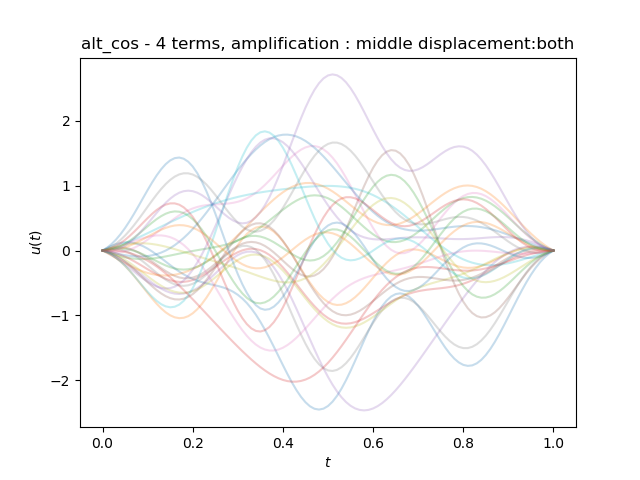 alt_cos - 4 terms, amplification : middle displacement:both
u(t)
2
1
0
−1
−2
0.0 0.2 0.4 0.6 0.8 1.0
t